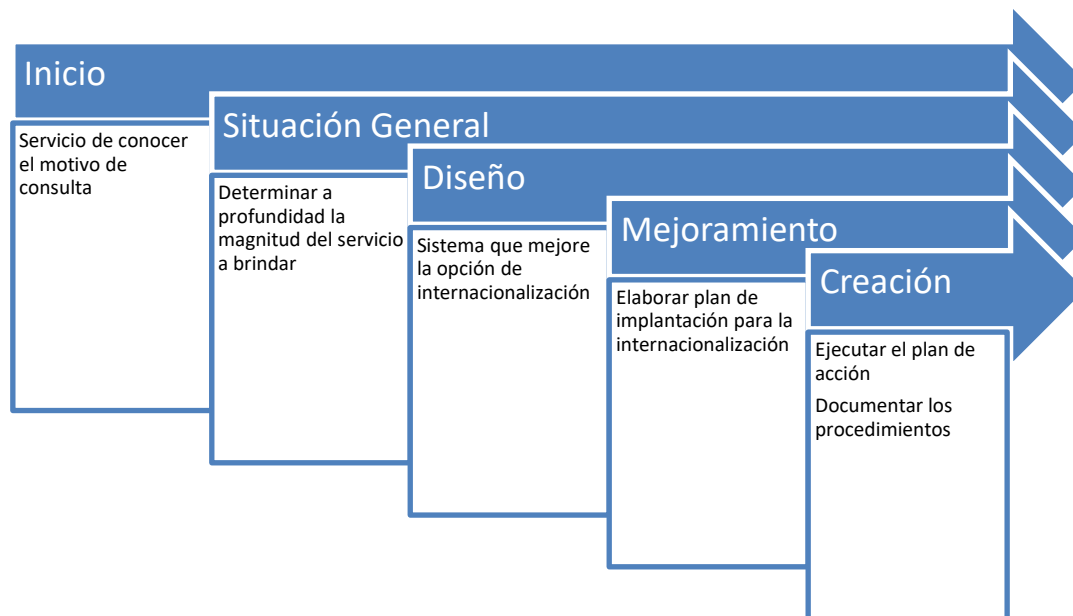 Inicio
Servicio de conocer
el motivo de
consulta
Situación General
Determinar a
profundidad la
magnitud del servicio
a brindar
Diseño
Sistema que mejore
la opción de
internacionalización
Mejoramiento
Elaborar plan de
implantación para la
internacionalización
Creación
Ejecutar el plan de
acción
Documentar los
procedimientos